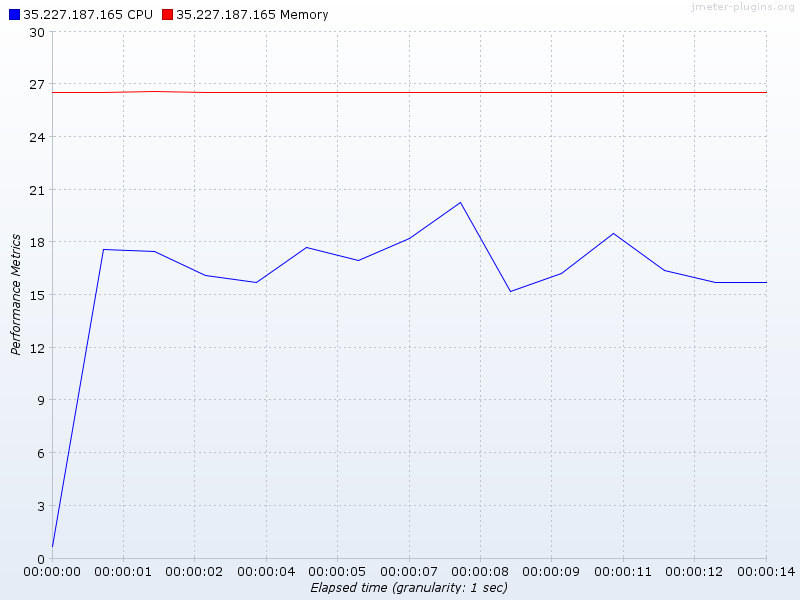 35.227.187.165 CPU 35.227.187.165 Memory
jmeter-plugins.org
30
27
24
21
18
15
12
9
6
3
0
Performance Metrics
00:00:00 00:00:01 00:00:02 00:00:04 00:00:05 00:00:07 00:00:08 00:00:09 00:00:11 00:00:12 00:00:14
Elapsed time (granularity: 1 sec)